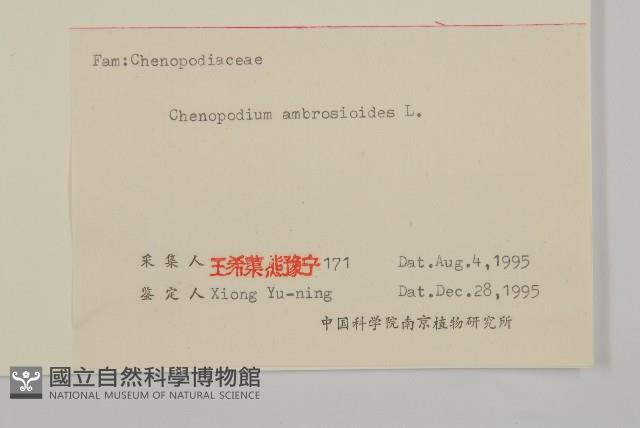 Fam:Chenopodiaceae
Chenopodium ambrosioides L.
采集人 王希蕖 熊豫宁 171 Dat.Aug.4,1995
鉴定人 Xiong Yu-ning Dat.Dec.28,1995
中国科学院南京植物研究所
國立自然科學博物館
NATIONAL MUSEUM OF NATURAL SCIENCE